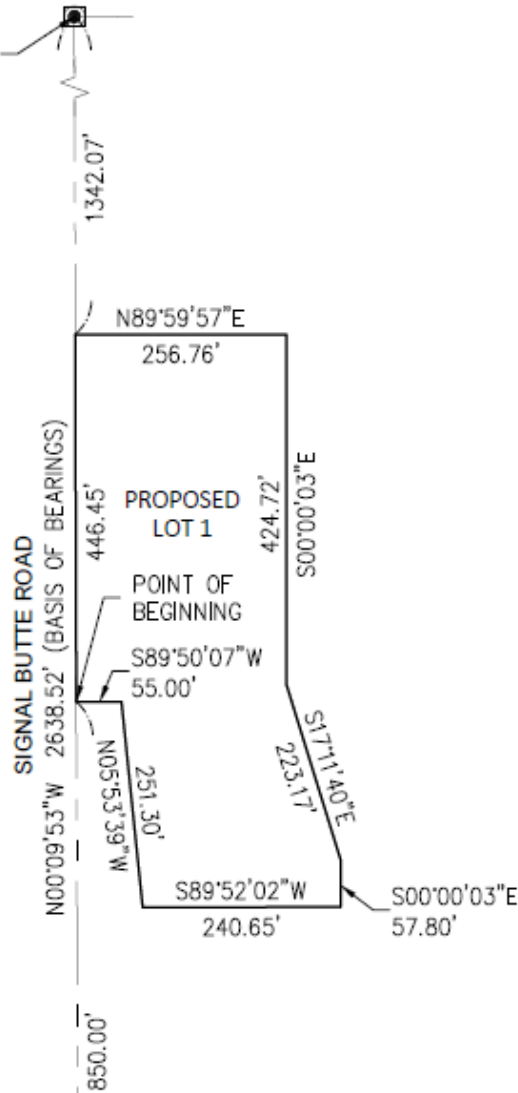 1342.07'
N89°59'57"E
256.76'
SIGNAL BUTTE ROAD
N00°09'53"W 2638.52' (BASIS OF BEARINGS)
446.45'
PROPOSED
LOT 1
424.72'
S00°00'03"E
POINT OF
BEGINNING
S89°50'07"W
55.00'
N05°53'39"W
251.30'
S17°11'40"E
223.17'
S89°52'02"W
240.65'
S00°00'03"E
57.80'
850.00'